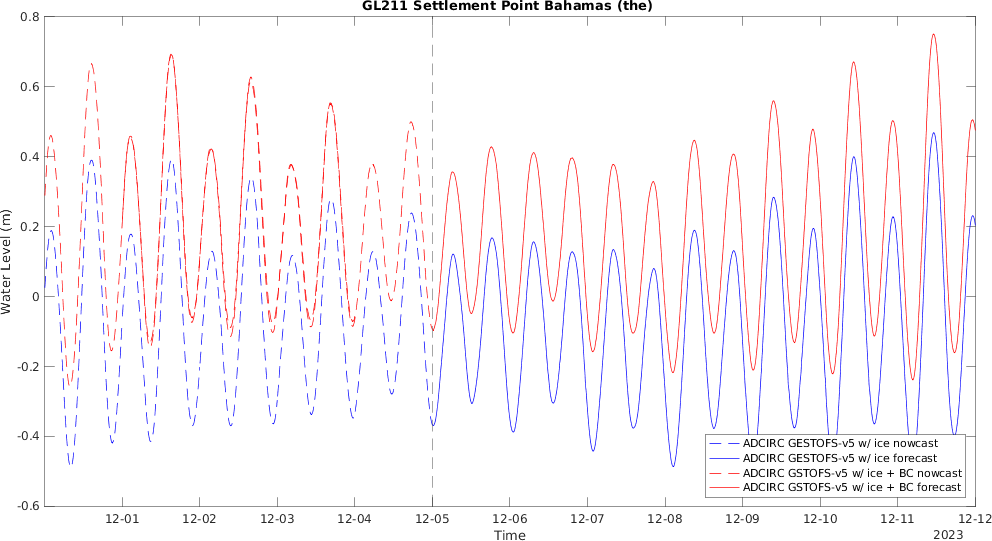 GL211 Settlement Point Bahamas (the)
0.8
0.6
0.4
0.2
0
-0.2
-0.4
-0.6
Water Level (m)
ADCIRC GESTOFS-v5 w/ ice nowcast
ADCIRC GESTOFS-v5 w/ ice forecast
ADCIRC GSTOFS-v5 w/ ice + BC nowcast
ADCIRC GSTOFS-v5 w/ ice + BC forecast
12-01 12-02 12-03 12-04 12-05 12-06 12-07 12-08 12-09 12-10 12-11 12-12
Time
2023